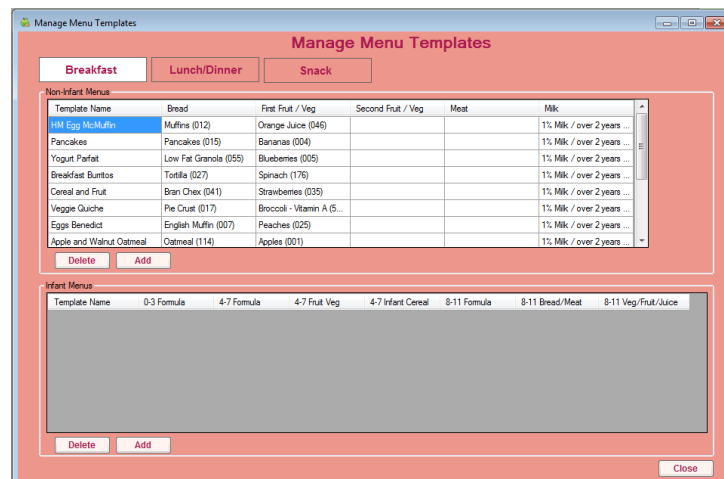 Manage Menu Templates
Manage Menu Templates
Breakfast Lunch/Dinner Snack
Non-Infant Menus
Template Name Bread First Fruit / Veg Second Fruit / Veg Meat Milk
HM Egg McMuffin Muffins (012) Orange Juice (046) 1% Milk / over 2 years ...
Pancakes Pancakes (015) Bananas (004) 1% Milk / over 2 years ...
Yogurt Parfait Low Fat Granola (055) Blueberries (005) 1% Milk / over 2 years ...
Breakfast Burritos Tortilla (027) Spinach (176) 1% Milk / over 2 years ...
Cereal and Fruit Bran Chex (041) Strawberries (035) 1% Milk / over 2 years ...
Veggie Quiche Pie Crust (017) Broccoli - Vitamin A (5... 1% Milk / over 2 years ...
Eggs Benedict English Muffin (007) Peaches (025) 1% Milk / over 2 years ...
Apple and Walnut Oatmeal Oatmeal (114) Apples (001) 1% Milk / over 2 years ...
Delete Add
Infant Menus
Template Name 0-3 Formula 4-7 Formula 4-7 Fruit Veg 4-7 Infant Cereal 8-11 Formula 8-11 Bread/Meat 8-11 Veg/Fruit/Juice
Delete Add
Close